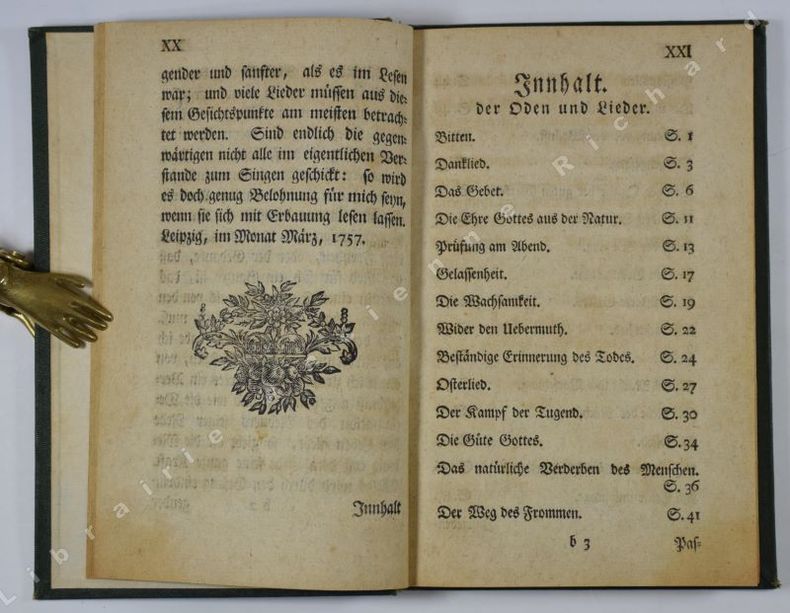 XX
gender und sanfter, als es im Lesen
war; und viele Lieder müssen aus die-
sem Gesichtspunkte am meisten betrach-
tet werden. Sind endlich die gegen-
wärtigen nicht alle im eigentlichen Ver-
stande zum Singen geschickt: so wird
es doch genug Belohnung für mich seyn,
wenn sie sich mit Erbauung lesen lassen.
Leipzig, im Monat März, 1757.
Innhalt
XXI
Innhalt.
der Oden und Lieder.
Bitten. S. 1
Danklied. S. 3
Das Gebet. S. 6
Die Ehre Gottes aus der Natur. S. 11
Prüfung am Abend. S. 13
Gelassenheit. S. 17
Die Wachsamkeit. S. 19
Wider den Uebermuth. S. 22
Beständige Erinnerung des Todes. S. 24
Osterlied. S. 27
Der Kampf der Tugend. S. 30
Die Güte Gottes. S. 34
Das natürliche Verderben des Menschen.
S. 36
Der Weg des Frommen. S. 41
b 3 Pas-
Librairie Etienne Richard